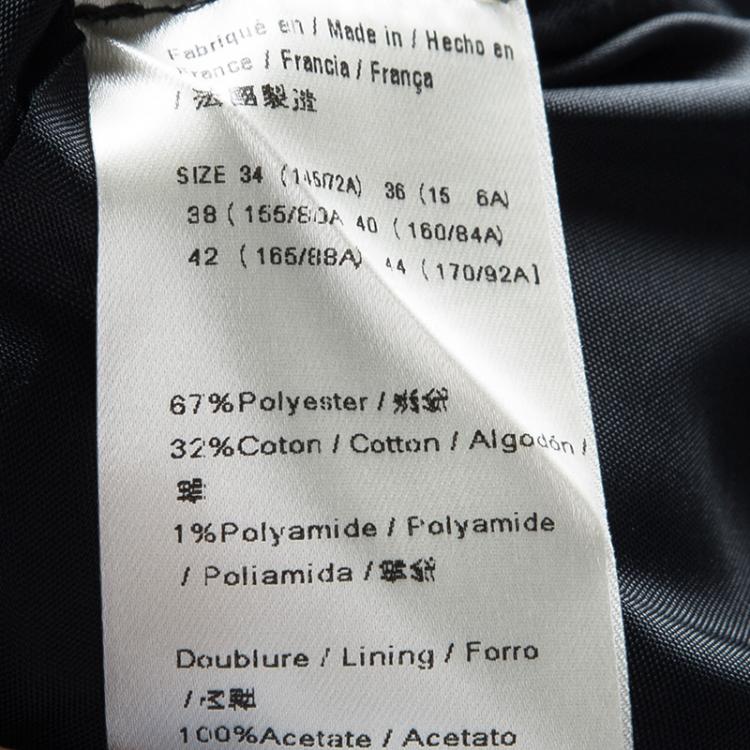 Fabriqué en / Made in / Hecho en
France / Francia / França
/ 法國製造
SIZE 34 (145/72A) 36 (15 6A)
38 (155/80A 40 (160/84A)
42 (165/88A) 44 (170/92A]
67%Polyester /
32%Coton / Cotton / Algodón /
1%Polyamide / Polyamide
/ Poliamida /
Doublure / Lining / Forro
/
100%Acetate / Acetato